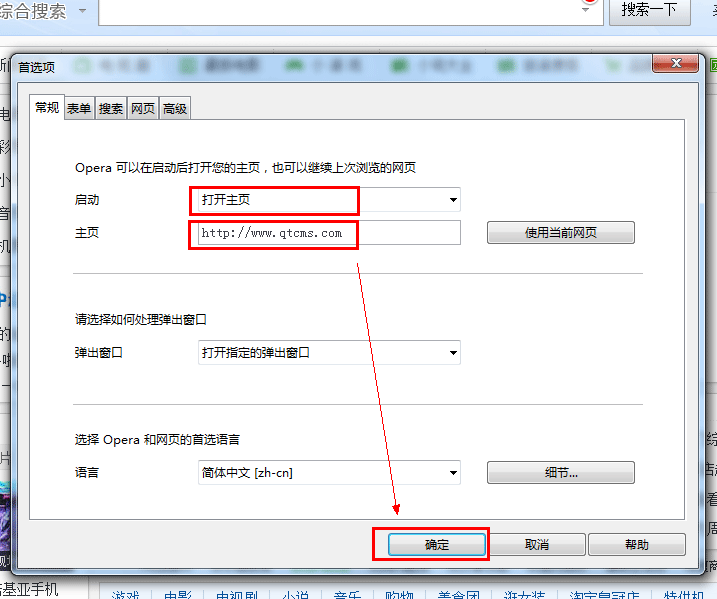 综合搜索
搜索一下
首选项
常规 表单 搜索 网页 高级
Opera 可以在启动后打开您的主页，也可以继续上次浏览的网页
启动 打开主页
主页 http://www.qtcms.com 使用当前网页
请选择如何处理弹出窗口
弹出窗口 打开指定的弹出窗口
选择 Opera 和网页的首选语言
语言 简体中文 [zh-cn] 细节...
确定 取消 帮助
基亚手机
游戏 电影 电视剧 小说 音乐 购物 美食团 逛女装 淘宝皇冠店 特供机